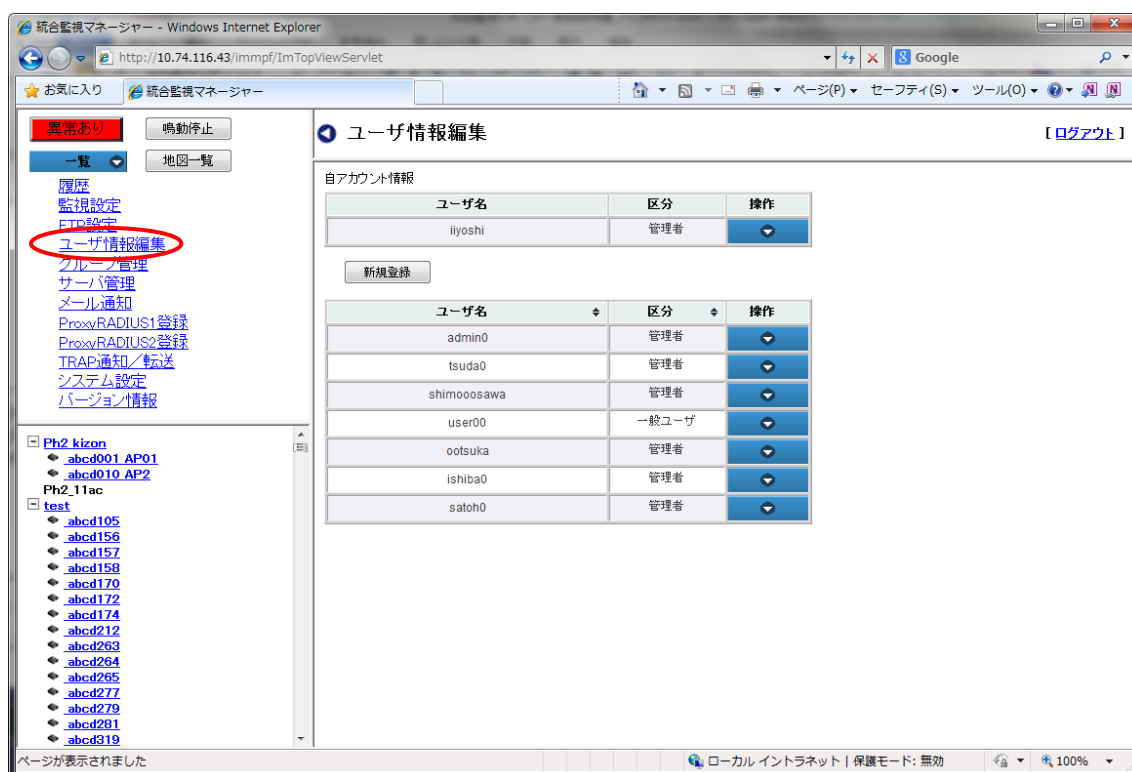 統合監視マネージャー - Windows Internet Explorer
http://10.74.116.43/immpf/ImTopViewServlet
Google
お気に入り
統合監視マネージャー
ページ(P) セーフティ(S) ツール(O)
異常あり 鳴動停止
一覧 地図一覧
履歴
監視設定
FTP設定
ユーザ情報編集
グループ管理
サーバ管理
メール通知
ProxyRADIUS1登録
ProxyRADIUS2登録
TRAP通知／転送
システム設定
バージョン情報
Ph2 kizon
abcd001 AP01
abcd010 AP2
Ph2_11ac
test
abcd105
abcd156
abcd157
abcd158
abcd170
abcd172
abcd174
abcd212
abcd263
abcd264
abcd265
abcd277
abcd279
abcd281
abcd319
ユーザ情報編集
[ ログアウト ]
自アカウント情報
ユーザ名 区分 操作
iiyoshi 管理者
新規登録
ユーザ名 区分 操作
admin0 管理者
tsuda0 管理者
shimooosawa 管理者
user00 一般ユーザ
ootsuka 管理者
ishiba0 管理者
satoh0 管理者
ページが表示されました
ローカル イントラネット | 保護モード: 無効
100%